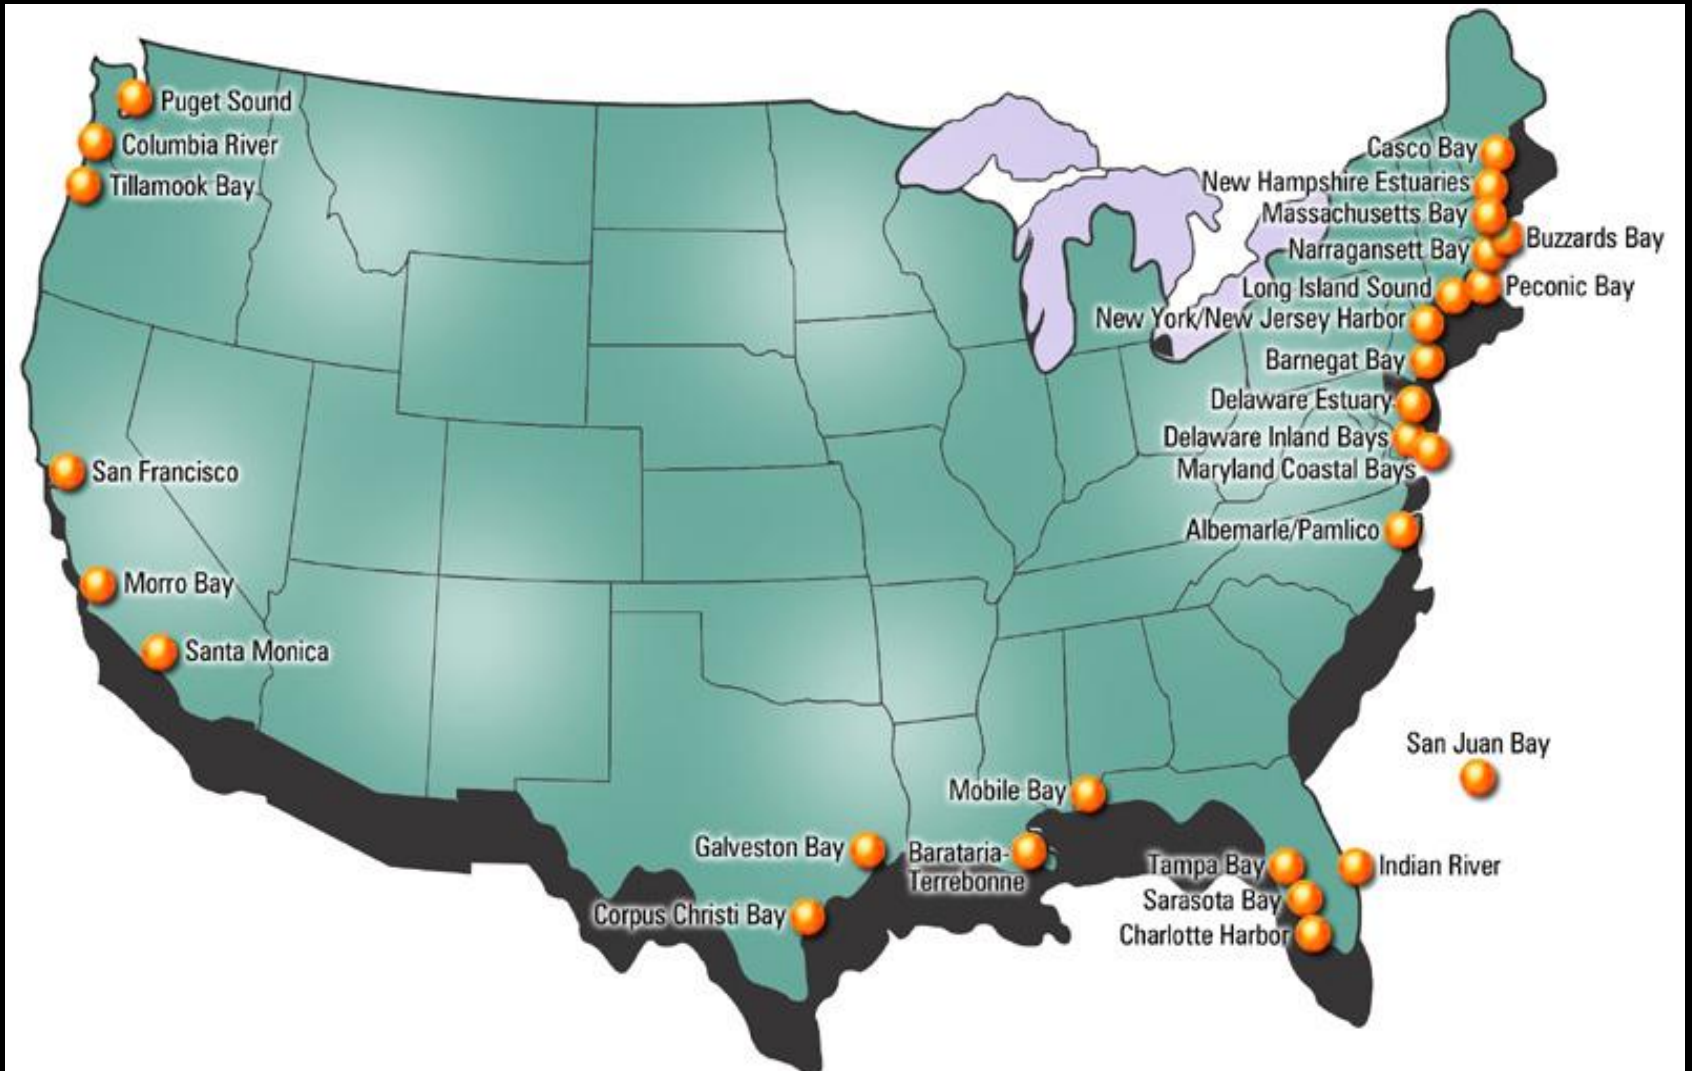 Puget Sound
Columbia River
Tillamook Bay
San Francisco
Morro Bay
Santa Monica
Casco Bay
New Hampshire Estuaries
Massachusetts Bay
Buzzards Bay
Narragansett Bay
Long Island Sound
Peconic Bay
New York/New Jersey Harbor
Barnegat Bay
Delaware Estuary
Delaware Inland Bays
Maryland Coastal Bays
Albemarle/Pamlico
San Juan Bay
Mobile Bay
Galveston Bay
Barataria-
Terrebonne
Corpus Christi Bay
Tampa Bay
Indian River
Sarasota Bay
Charlotte Harbor